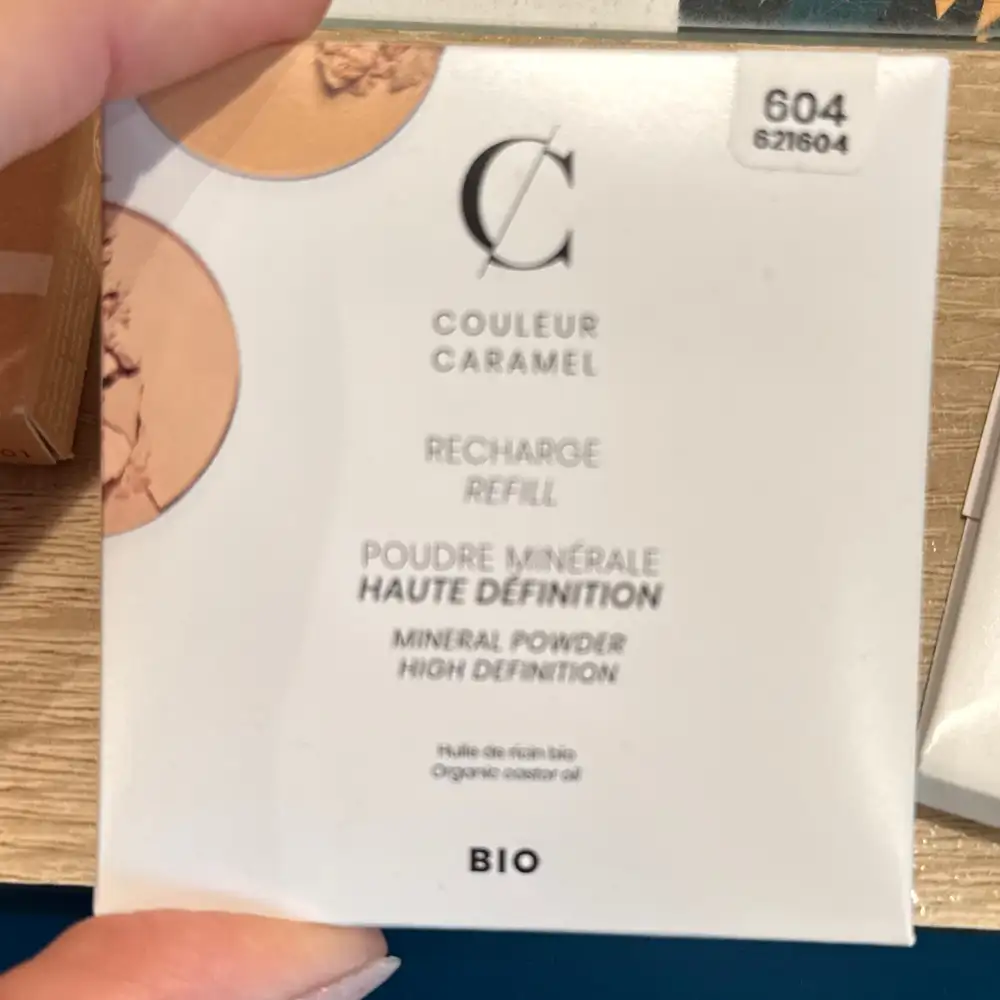 604
621604
C
COULEUR
CARAMEL
RECHARGE
REFILL
POUDRE MINÉRALE
HAUTE DÉFINITION
MINERAL POWDER
HIGH DEFINITION
Huile de ricin bio
Organic castor oil
BIO
01